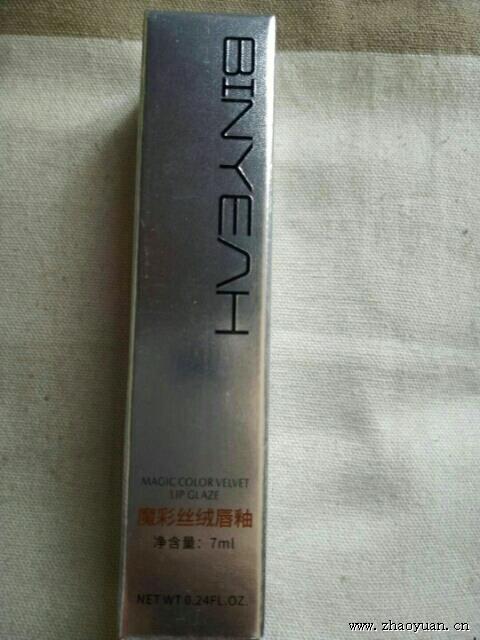 BINYEAH
MAGIC COLOR VELVET
LIP GLAZE
魔彩丝绒唇釉
净含量：7ml
NET WT 0.24FL.OZ.
www.zhaoyuan.cn